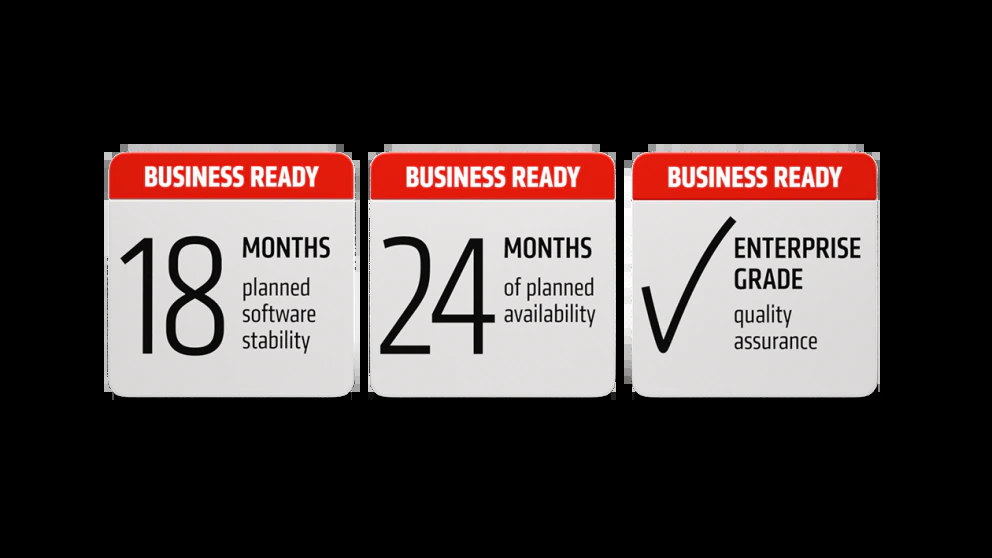 BUSINESS READY
18
MONTHS
planned
software
stability
BUSINESS READY
24
MONTHS
of planned
availability
BUSINESS READY
ENTERPRISE
GRADE
quality
assurance